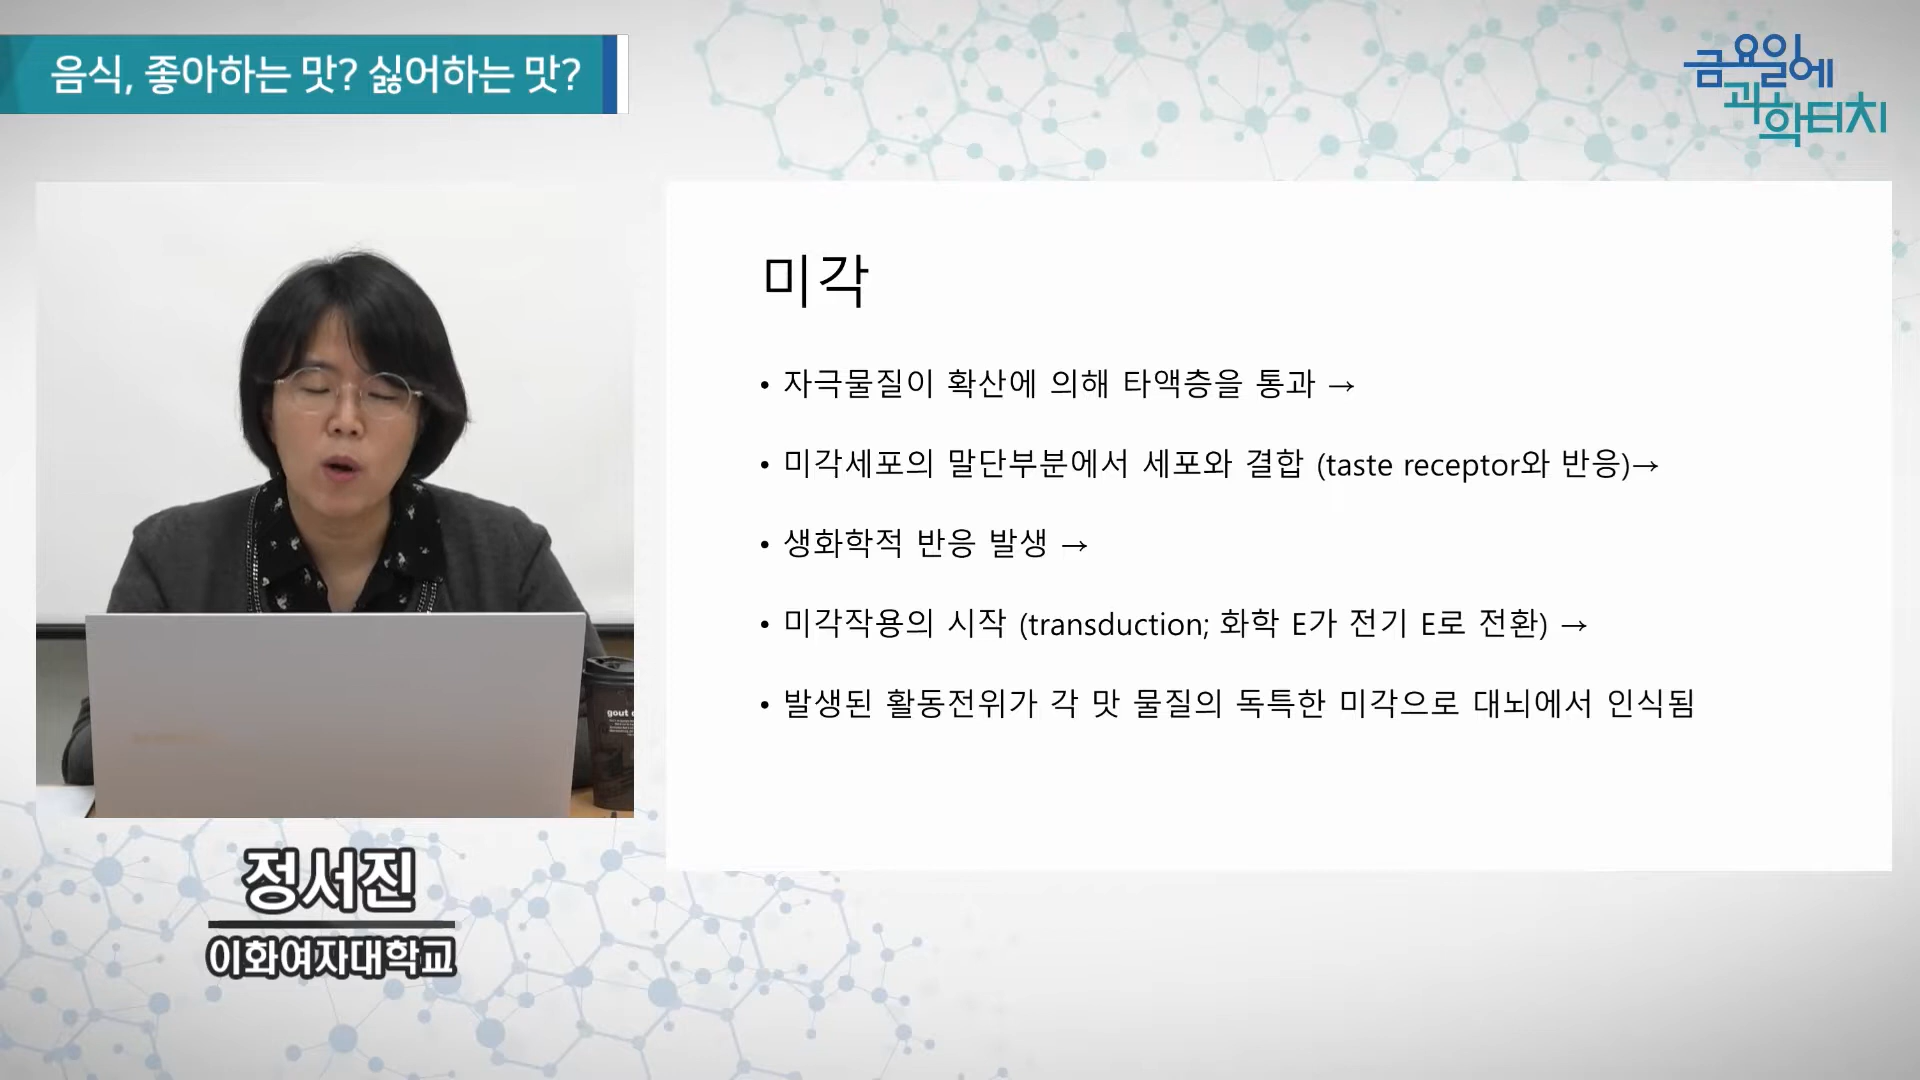 음식, 좋아하는 맛? 싫어하는 맛?
금요일에
과학터치
미각
• 자극물질이 확산에 의해 타액층을 통과 →
• 미각세포의 말단부분에서 세포와 결합 (taste receptor와 반응)→
• 생화학적 반응 발생 →
• 미각작용의 시작 (transduction; 화학 E가 전기 E로 전환) →
• 발생된 활동전위가 각 맛 물질의 독특한 미각으로 대뇌에서 인식됨
gout
정서진
이화여자대학교